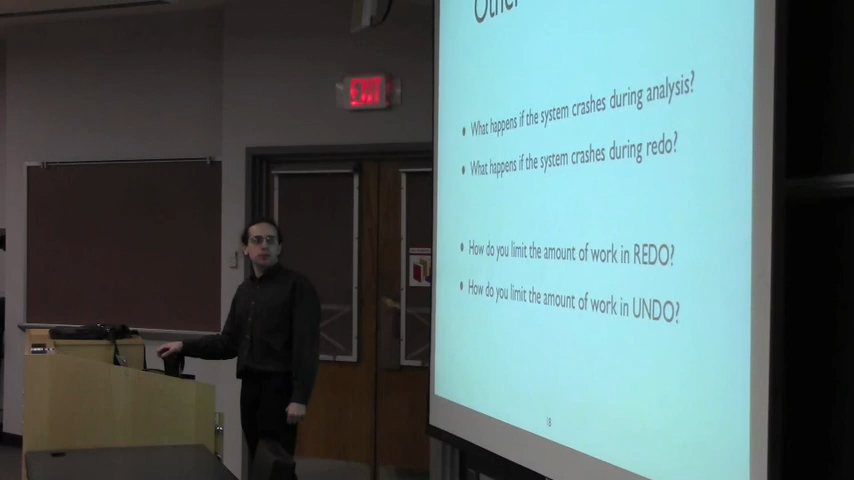 EXIT
Other
• What happens if the system crashes during analysis?
• What happens if the system crashes during redo?
• How do you limit the amount of work in REDO?
• How do you limit the amount of work in UNDO?
18